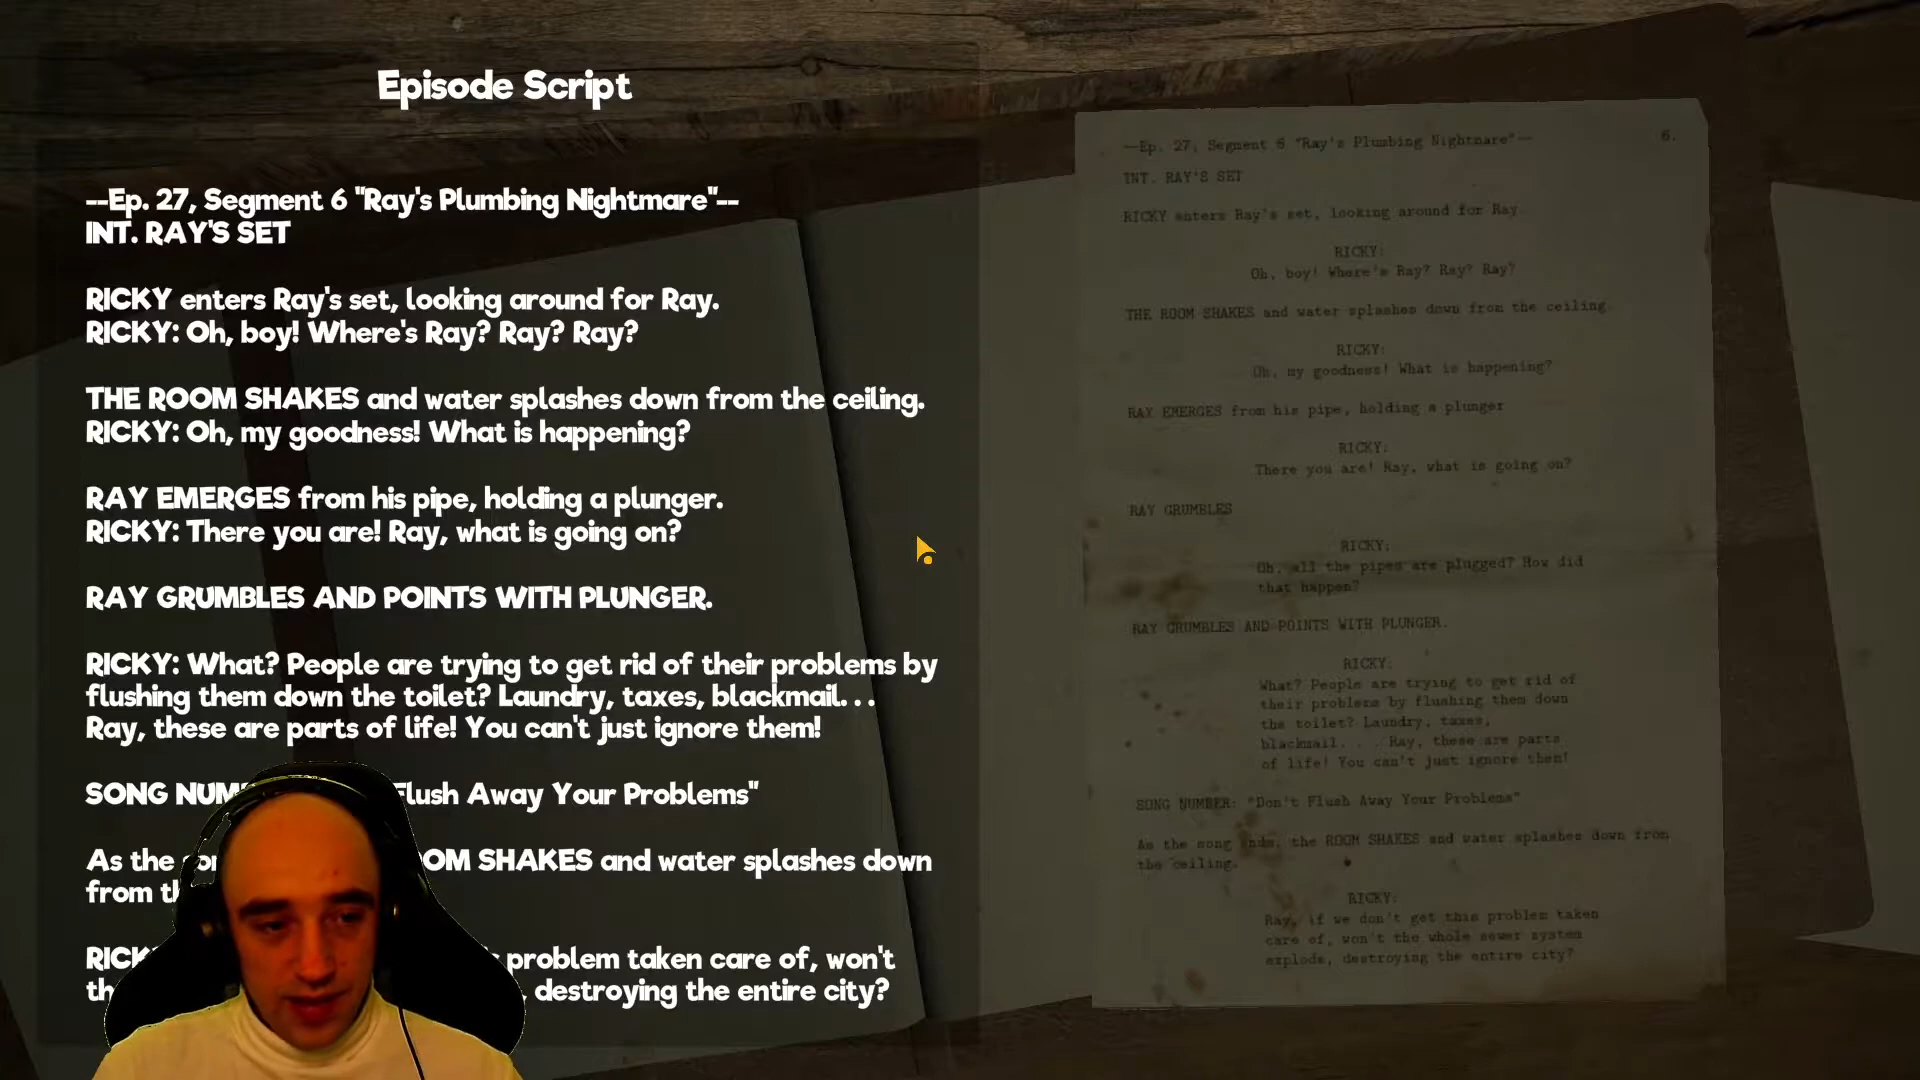 Episode Script
--Ep. 27, Segment 6 "Ray's Plumbing Nightmare"--
INT. RAY'S SET
RICKY enters Ray's set, looking around for Ray.
RICKY: Oh, boy! Where's Ray? Ray? Ray?
THE ROOM SHAKES and water splashes down from the ceiling.
RICKY: Oh, my goodness! What is happening?
RAY EMERGES from his pipe, holding a plunger.
RICKY: There you are! Ray, what is going on?
RAY GRUMBLES AND POINTS WITH PLUNGER.
RICKY: What? People are trying to get rid of their problems by
flushing them down the toilet? Laundry, taxes, blackmail. . .
Ray, these are parts of life! You can't just ignore them!
SONG Flush Away Your Problems"
As the SHAKES and water splashes down
from
problem taken care of, won't
destroying the entire city?
--Ep. 27, Segment 6 "Ray's Plumbing Nightmare"-- 6.
INT. RAY'S SET
RICKY enters Ray's set, looking around for Ray.
RICKY:
Oh, boy! Where's Ray? Ray? Ray?
THE ROOM SHAKES and water splashes down from the ceiling.
RICKY:
Oh, my goodness! What is happening?
RAY EMERGES from his pipe, holding a plunger
RICKY:
There you are! Ray, what is going on?
RAY GRUMBLES
RICKY:
Oh, all the pipes are plugged? How did
that happen?
RAY GRUMBLES AND POINTS WITH PLUNGER.
RICKY:
What? People are trying to get rid of
their problems by flushing them down
the toilet? Laundry, taxes,
blackmail. . . Ray, these are parts
of life! You can't just ignore them!
SONG NUMBER: "Don't Flush Away Your Problems"
As the song ends, the ROOM SHAKES and water splashes down from
the ceiling.
RICKY:
Ray, if we don't get this problem taken
care of, won't the whole sewer system
explode, destroying the entire city?